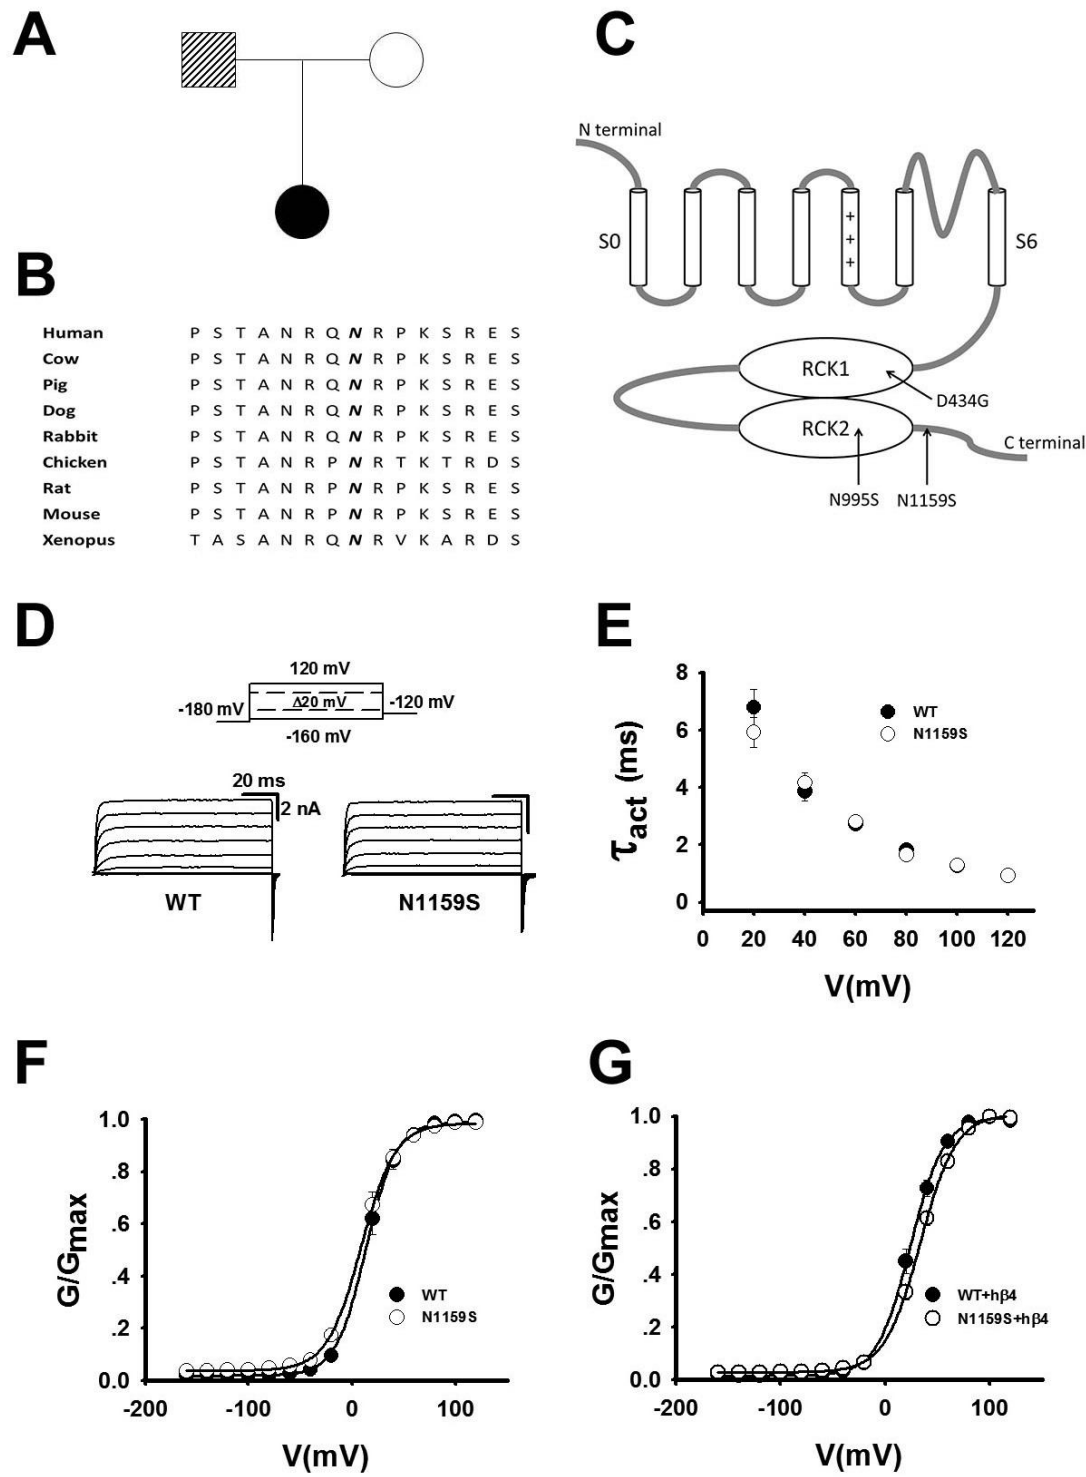 A
B
Human P S T A N R Q N R P K S R E S
Cow P S T A N R Q N R P K S R E S
Pig P S T A N R Q N R P K S R E S
Dog P S T A N R Q N R P K S R E S
Rabbit P S T A N R Q N R P K S R E S
Chicken P S T A N R P N R T K T R D S
Rat P S T A N R P N R P K S R E S
Mouse P S T A N R P N R P K S R E S
Xenopus T A S A N R Q N R V K A R D S
C
N terminal
S0
+
+
+
S6
RCK1
D434G
RCK2
C terminal
N995S N1159S
D
120 mV
-180 mV Δ20 mV -120 mV
-160 mV
20 ms
2 nA
WT N1159S
E
τact (ms)
8
6
4
2
0
WT
N1159S
0 20 40 60 80 100 120
V(mV)
F
G/Gmax
1.0
.8
.6
.4
.2
0.0
WT
N1159S
-200 -100 0 100
V(mV)
G
G/Gmax
1.0
.8
.6
.4
.2
0.0
WT+hβ4
N1159S+hβ4
-200 -100 0 100
V(mV)